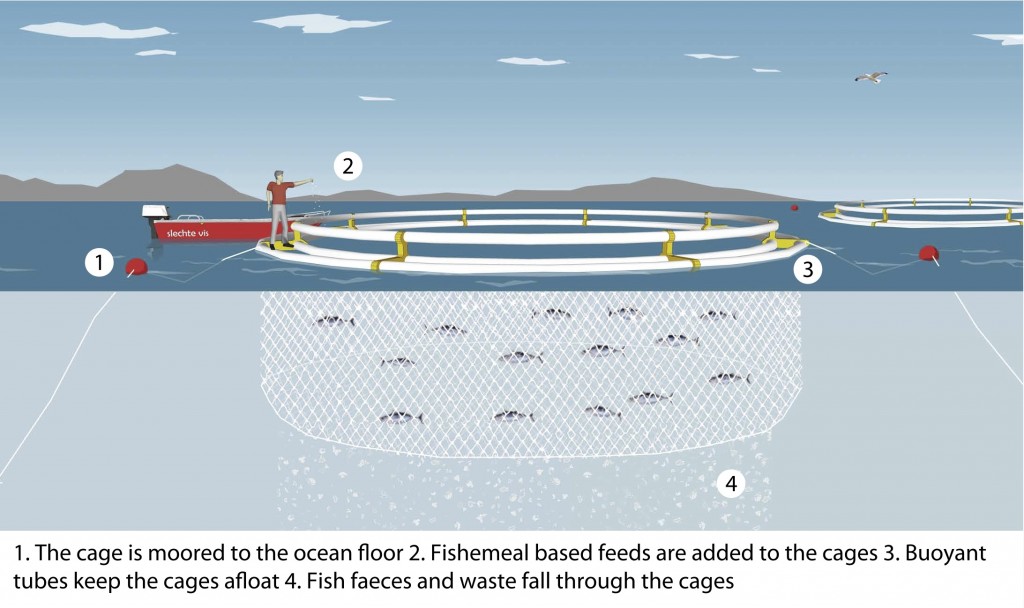 2
slechte vis
1
3
4
1. The cage is moored to the ocean floor 2. Fishemeal based feeds are added to the cages 3. Buoyant
tubes keep the cages afloat 4. Fish faeces and waste fall through the cages